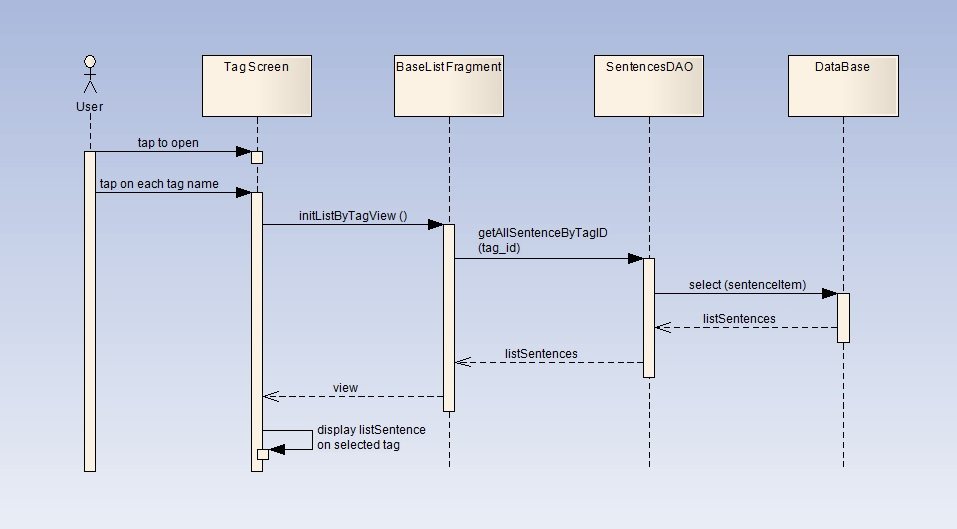 TagScreen
BaseListFragment
SentencesDAO
DataBase
User
tap to open
tap on each tag name
initListByTagView ()
getAllSentenceByTagID
(tag_id)
select (sentenceItem)
listSentences
listSentences
view
display listSentence
on selected tag